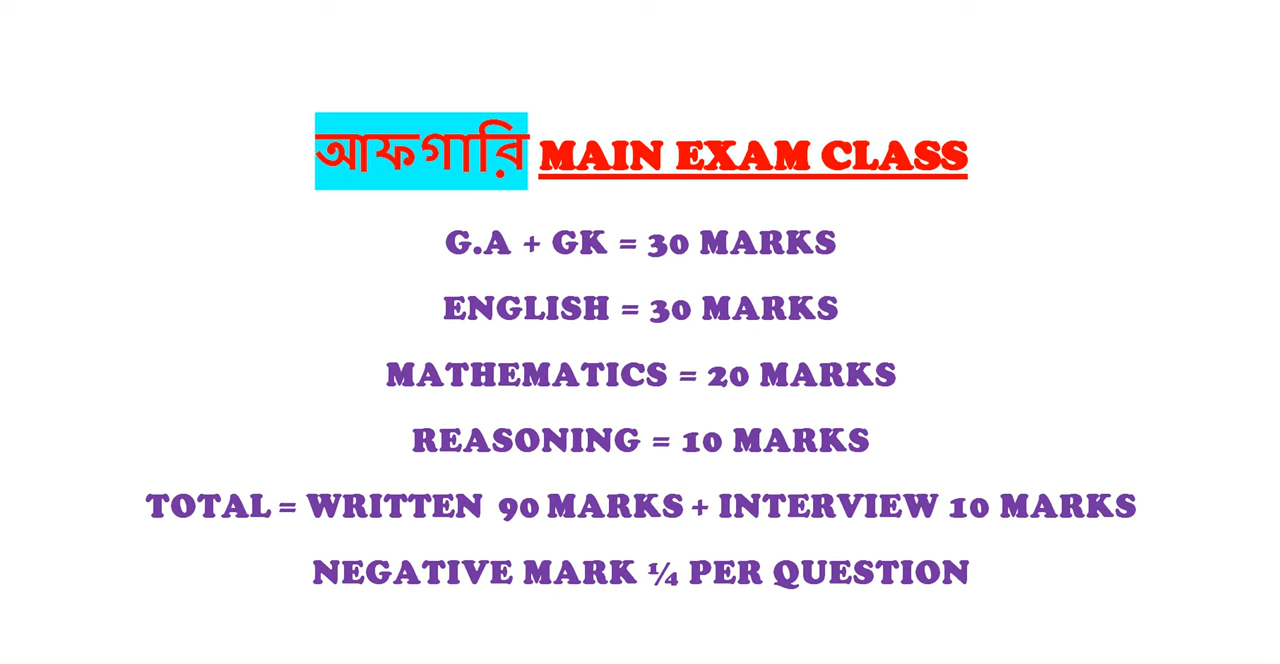 আফগারি MAIN EXAM CLASS
G.A + GK = 30 MARKS
ENGLISH = 30 MARKS
MATHEMATICS = 20 MARKS
REASONING = 10 MARKS
TOTAL = WRITTEN 90 MARKS + INTERVIEW 10 MARKS
NEGATIVE MARK ¼ PER QUESTION